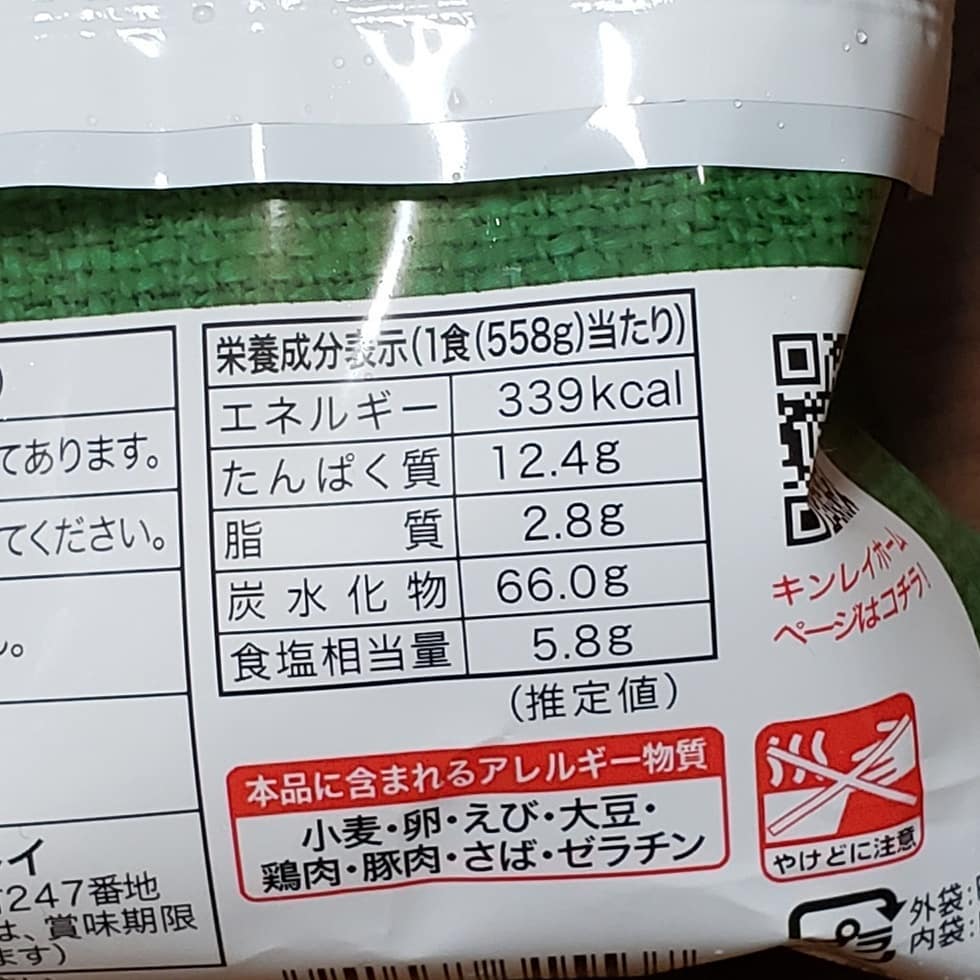 てあります。
てください。
ん。
イ
247番地
は、賞味期限
ます)
栄養成分表示(1食(558g)当たり)
エネルギー 339kcal
たんぱく質 12.4g
脂質 2.8g
炭水化物 66.0g
食塩相当量 5.8g
(推定値)
本品に含まれるアレルギー物質
小麦・卵・えび・大豆・
鶏肉・豚肉・さば・ゼラチン
キンレイホーム
ページはコチラ!
やけどに注意
外袋:
内袋: